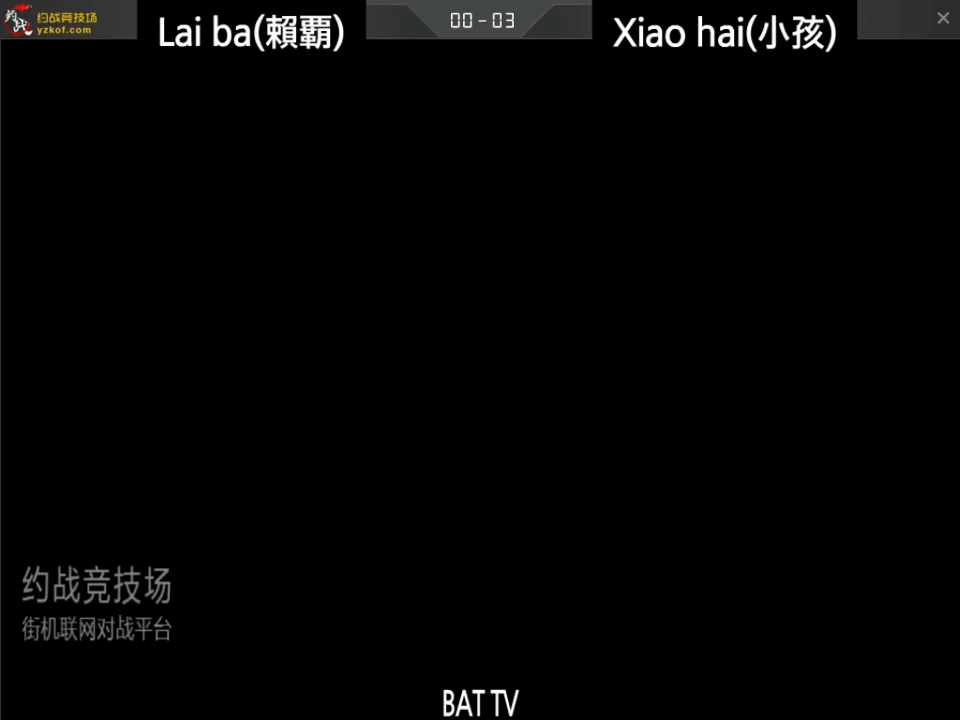 约战竞技场
yzkof.com
Lai ba(賴霸)
00-03
Xiao hai(小孩)
约战竞技场
街机联网对战平台
BAT TV